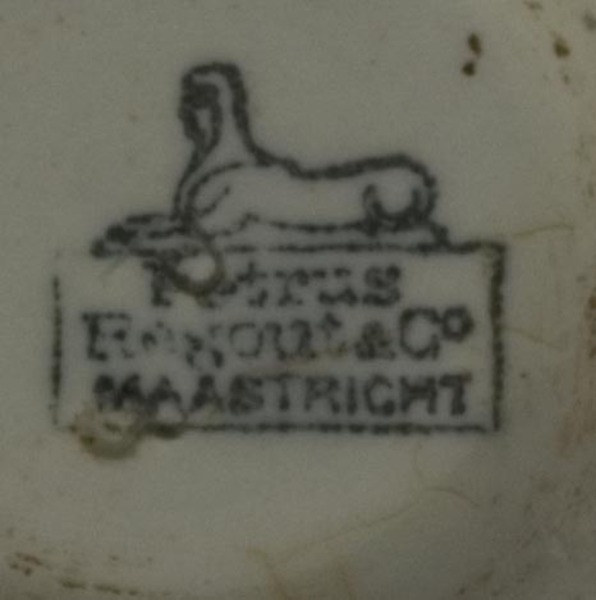 Petrus
Regout & Co
MAASTRICHT